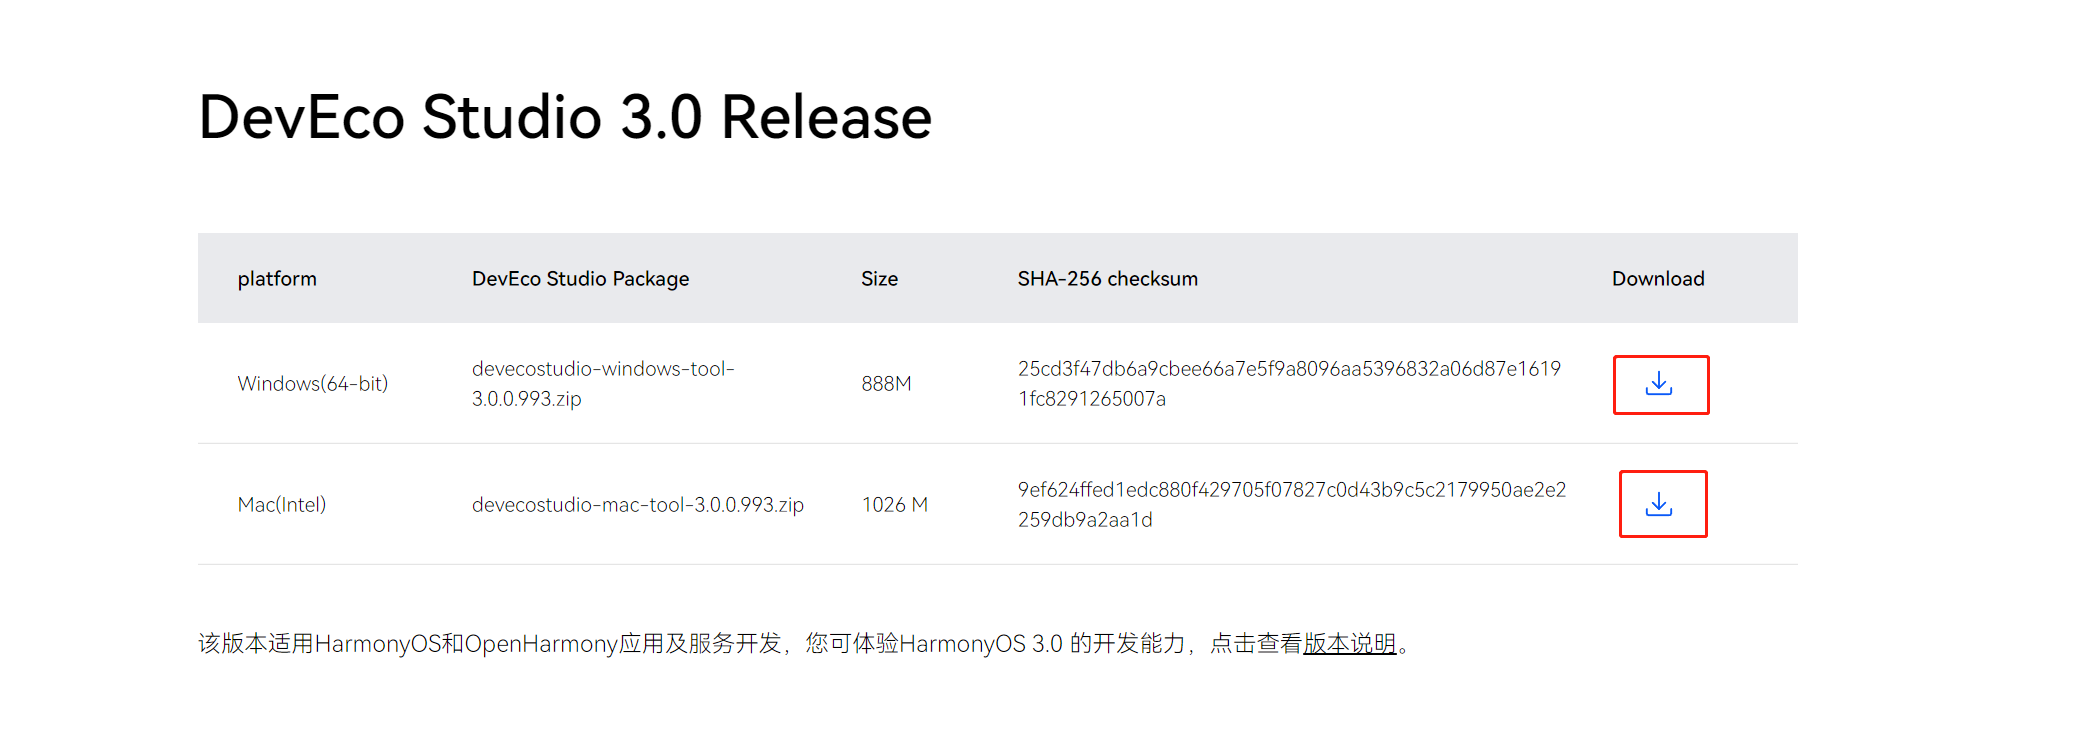 DevEco Studio 3.0 Release
platform DevEco Studio Package Size SHA-256 checksum Download
Windows(64-bit) devecostudio-windows-tool-
3.0.0.993.zip 888M 25cd3f47db6a9cbee66a7e5f9a8096aa5396832a06d87e1619
1fc8291265007a
Mac(Intel) devecostudio-mac-tool-3.0.0.993.zip 1026 M 9ef624ffed1edc880f429705f07827c0d43b9c5c2179950ae2e2
259db9a2aa1d
该版本适用HarmonyOS和OpenHarmony应用及服务开发，您可体验HarmonyOS 3.0 的开发能力，点击查看版本说明。